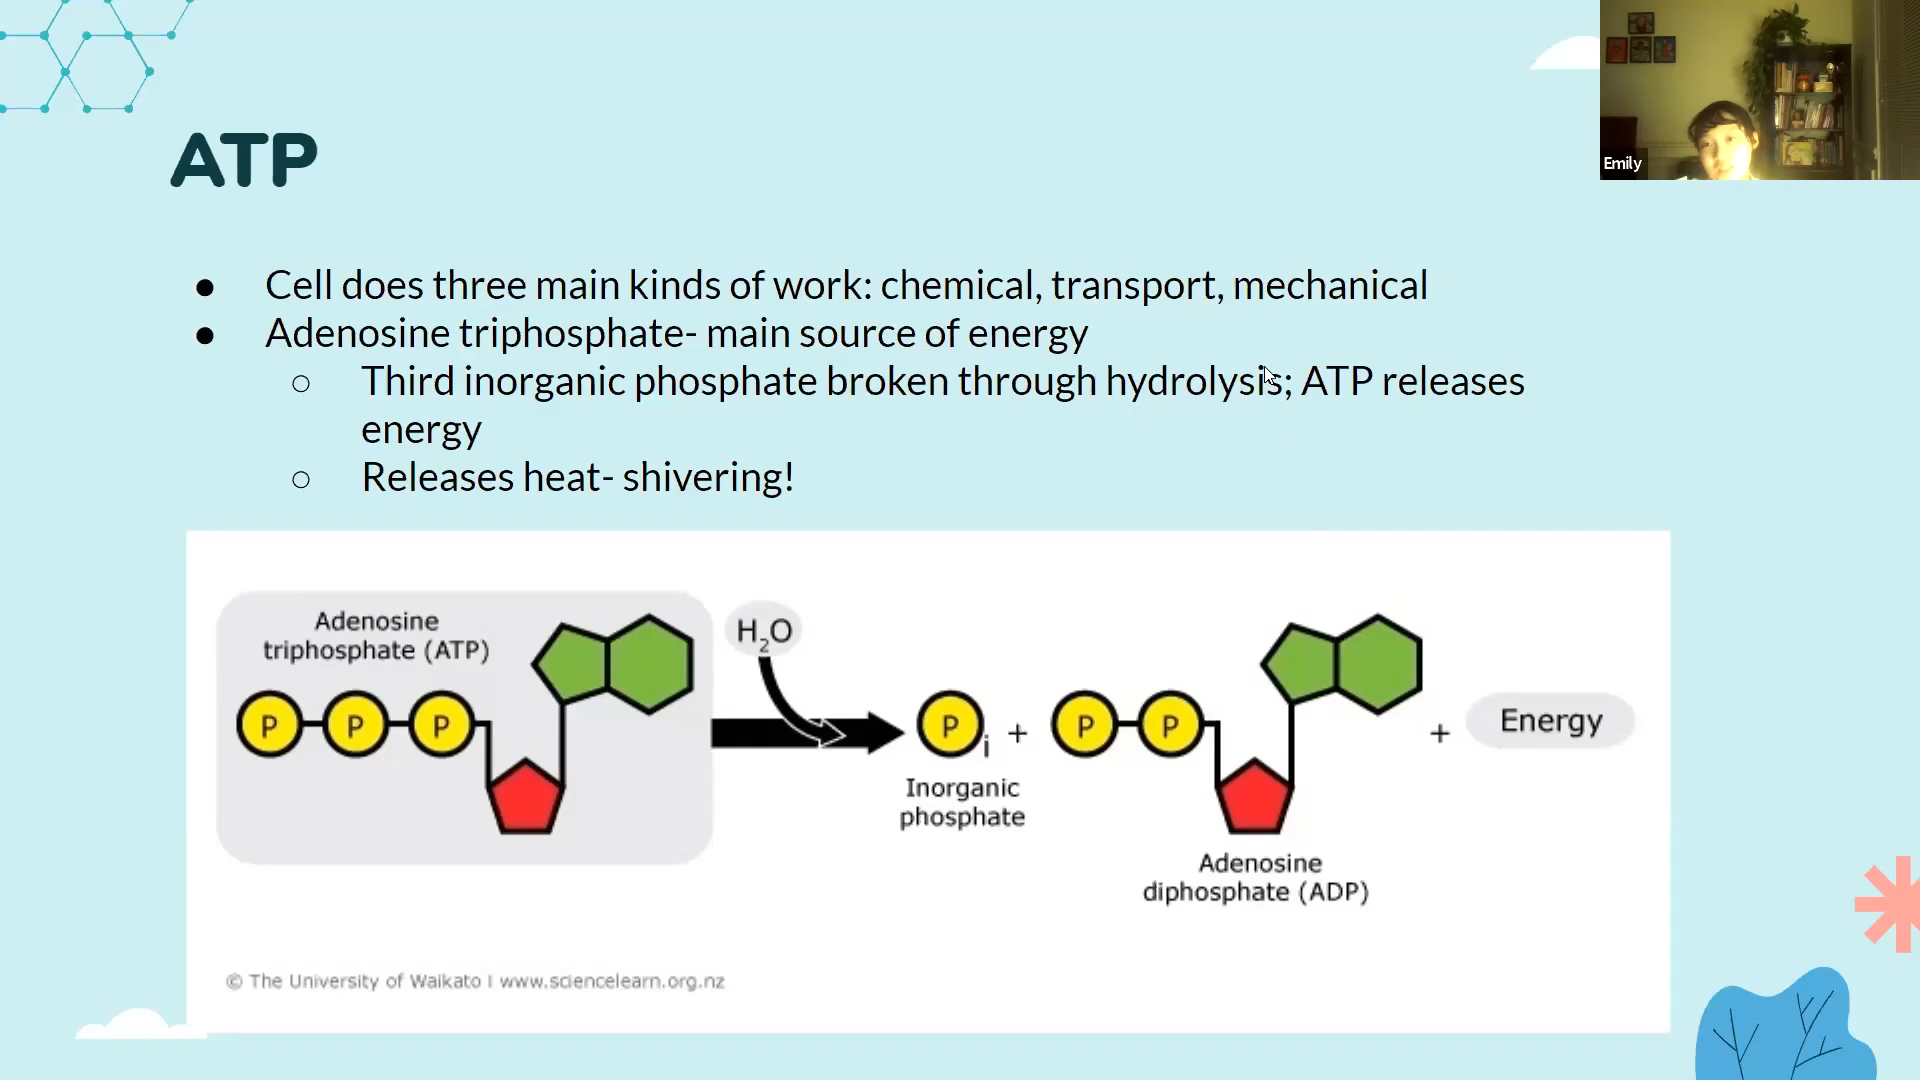 Emily
ATP
● Cell does three main kinds of work: chemical, transport, mechanical
● Adenosine triphosphate- main source of energy
○ Third inorganic phosphate broken through hydrolysis; ATP releases
energy
○ Releases heat- shivering!
Adenosine
triphosphate (ATP)
P P P
H₂O
Pᵢ + P P + Energy
Inorganic
phosphate
Adenosine
diphosphate (ADP)
© The University of Waikato I www.sciencelearn.org.nz